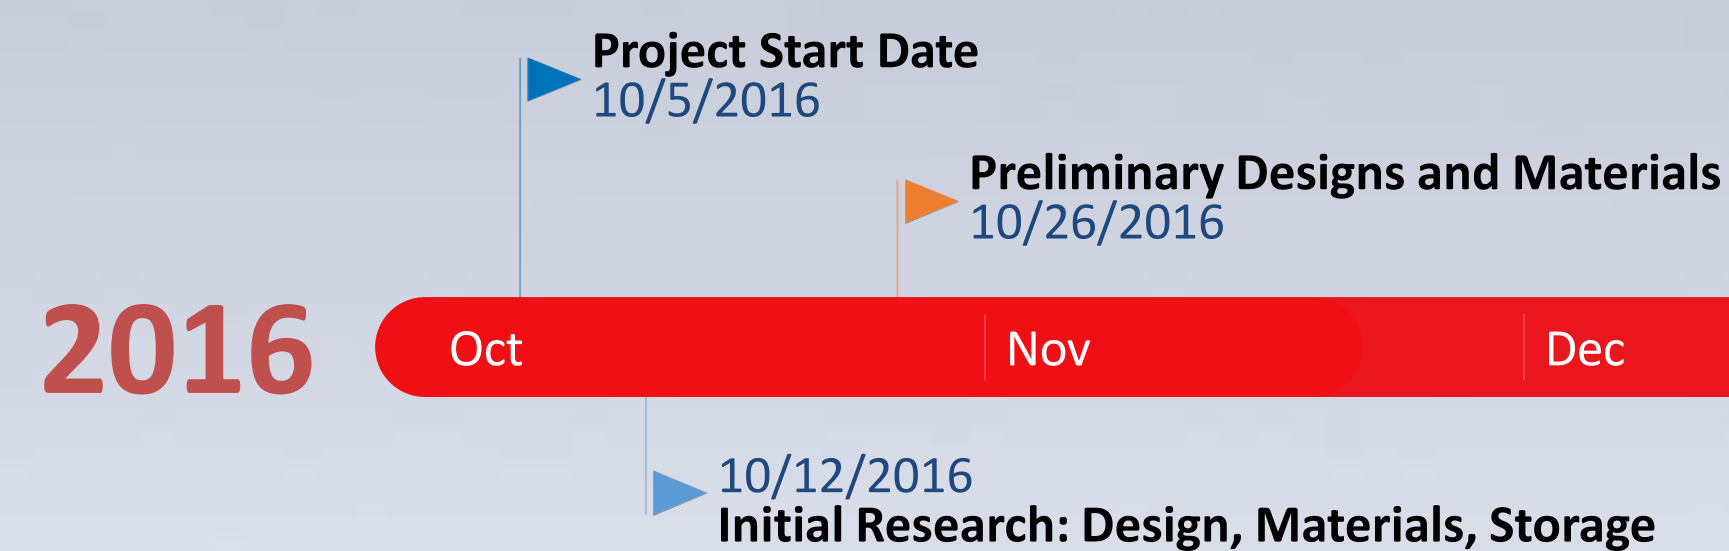 Project Start Date
10/5/2016
Preliminary Designs and Materials
10/26/2016
2016
Oct
Nov
Dec
10/12/2016
Initial Research: Design, Materials, Storage